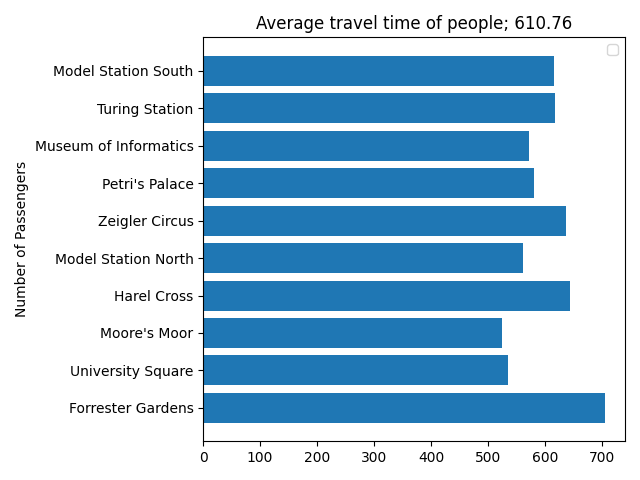 Average travel time of people; 610.76
Number of Passengers
Model Station South
Turing Station
Museum of Informatics
Petri's Palace
Zeigler Circus
Model Station North
Harel Cross
Moore's Moor
University Square
Forrester Gardens
0 100 200 300 400 500 600 700